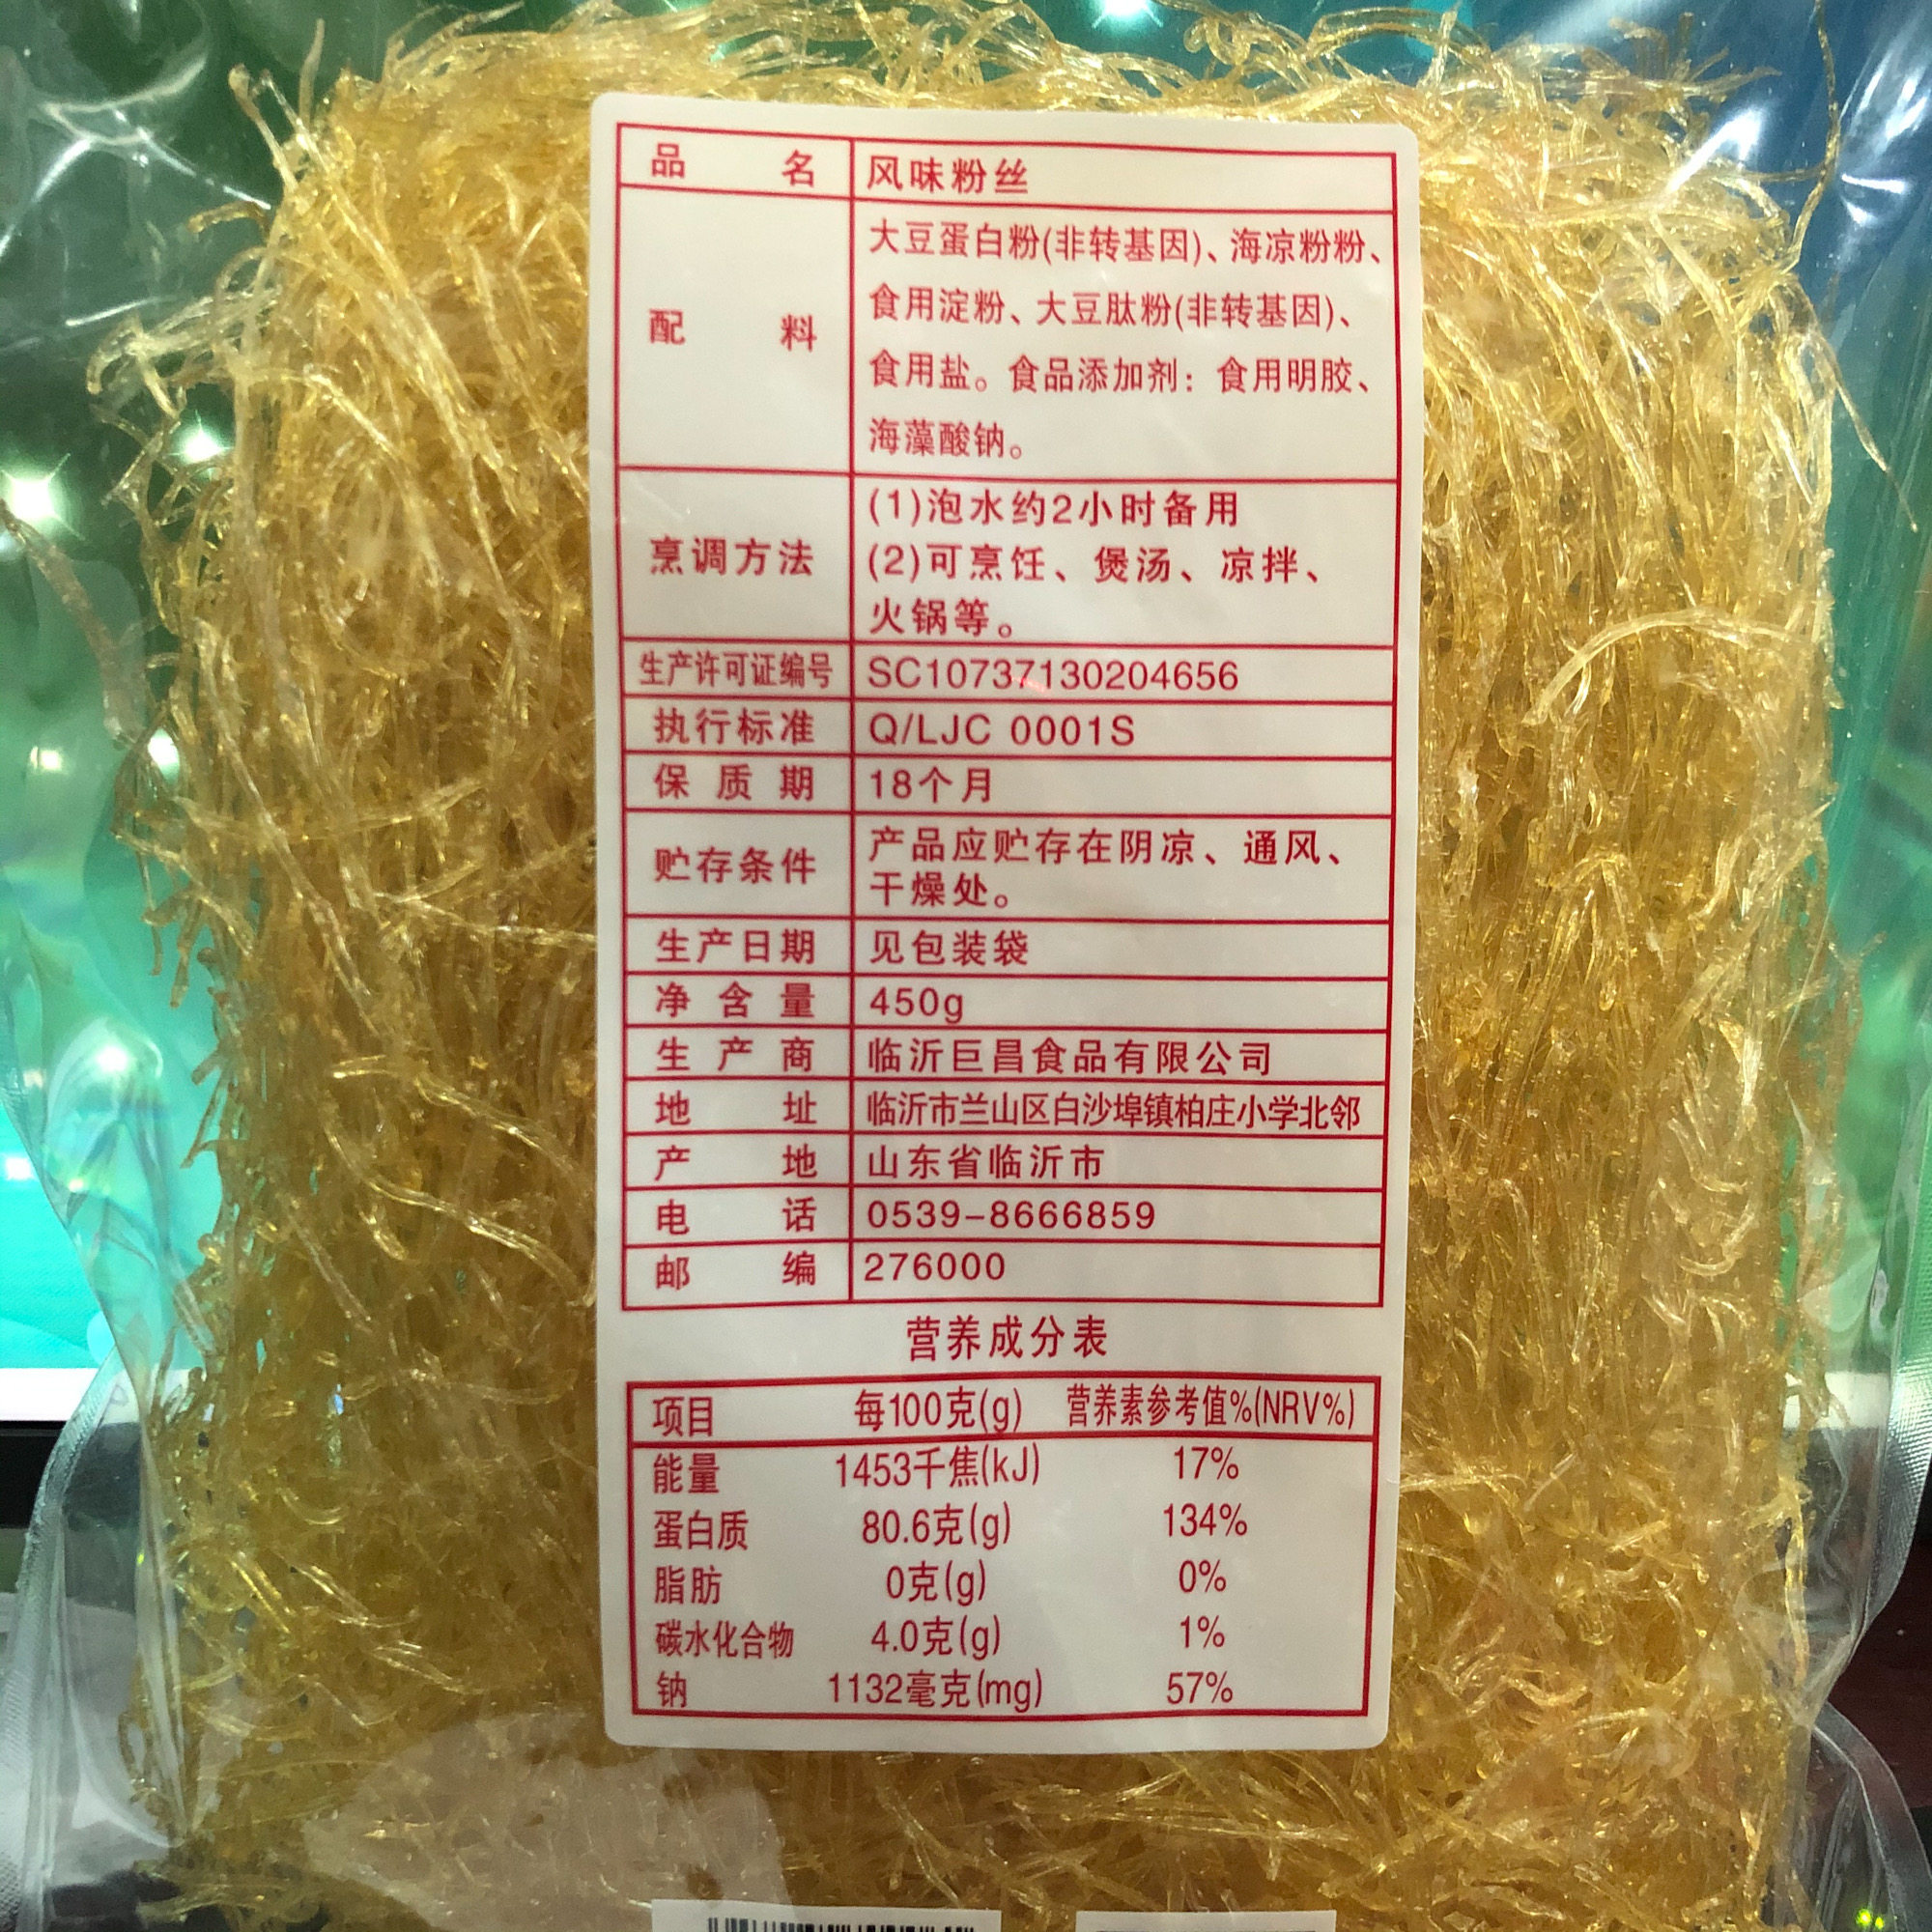 品名 风味粉丝
配料 大豆蛋白粉(非转基因)、海凉粉粉、
食用淀粉、大豆肽粉(非转基因)、
食用盐。食品添加剂：食用明胶、
海藻酸钠。
烹调方法 (1)泡水约2小时备用
(2)可烹饪、煲汤、凉拌、
火锅等。
生产许可证编号 SC10737130204656
执行标准 Q/LJC 0001S
保质期 18个月
贮存条件 产品应贮存在阴凉、通风、
干燥处。
生产日期 见包装袋
净含量 450g
生产商 临沂巨昌食品有限公司
地址 临沂市兰山区白沙埠镇柏庄小学北邻
产地 山东省临沂市
电话 0539-8666859
邮编 276000
营养成分表
项目 每100克(g) 营养素参考值%(NRV%)
能量 1453千焦(kJ) 17%
蛋白质 80.6克(g) 134%
脂肪 0克(g) 0%
碳水化合物 4.0克(g) 1%
钠 1132毫克(mg) 57%